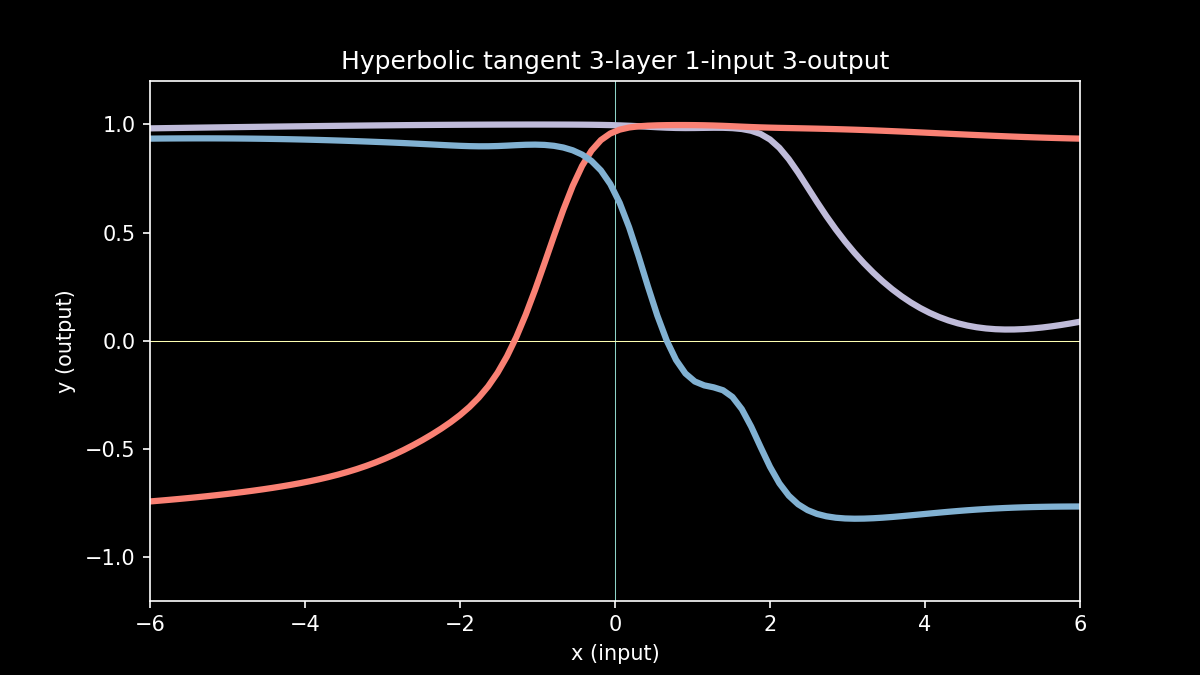 Hyperbolic tangent 3-layer 1-input 3-output
1.0
0.5
0.0
−0.5
−1.0
y (output)
−6 −4 −2 0 2 4 6
x (input)